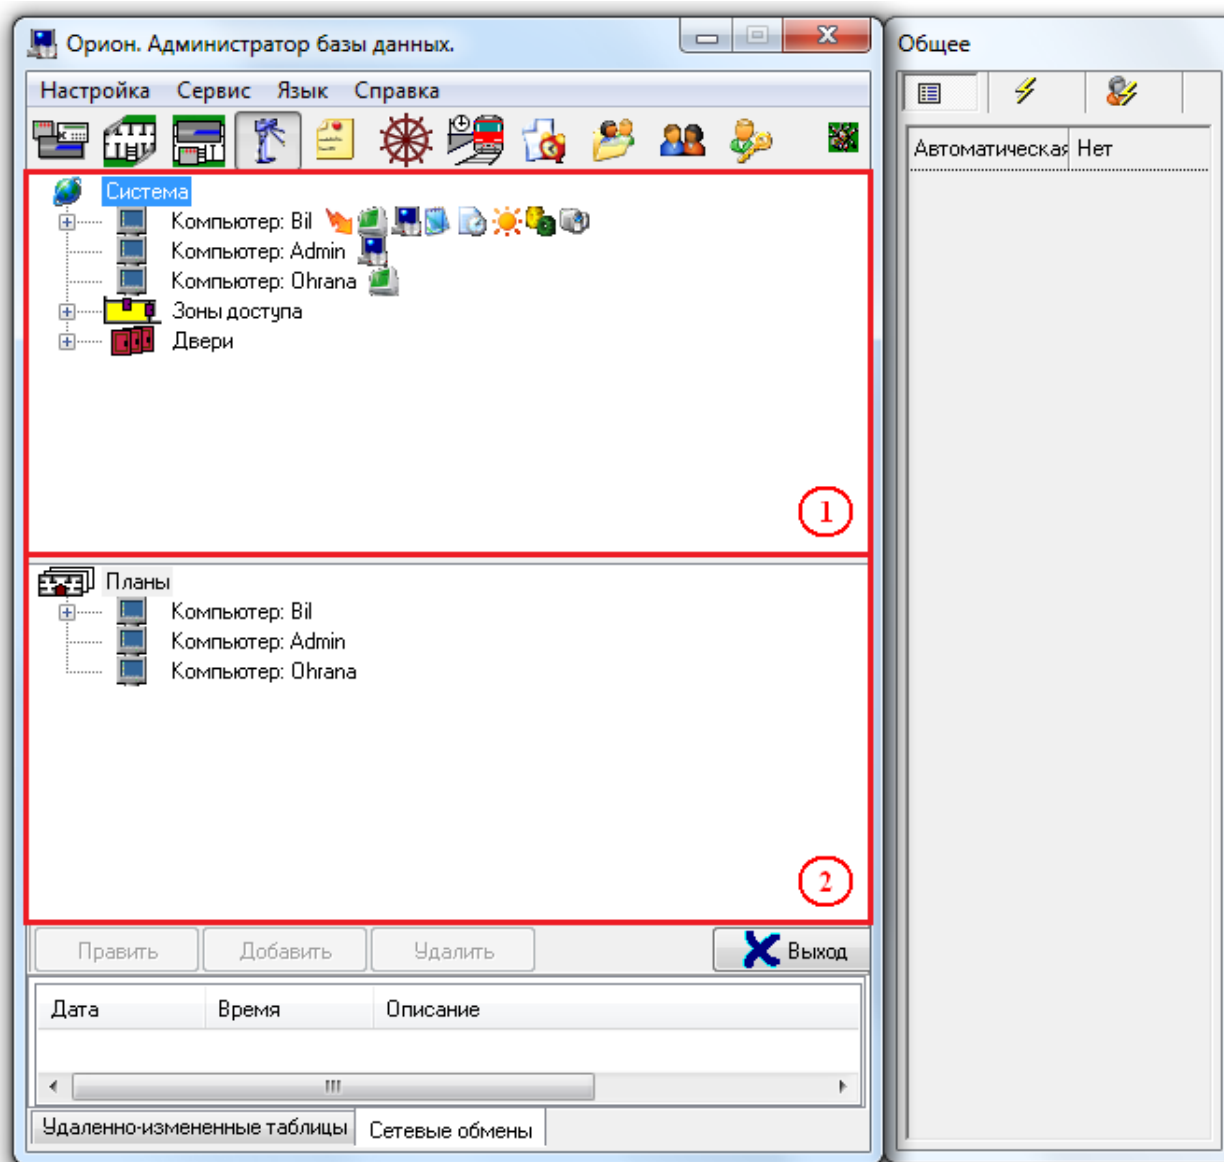 Орион. Администратор базы данных.
Настройка Сервис Язык Справка
Система
Компьютер: Bil
Компьютер: Admin
Компьютер: Ohrana
Зоны доступа
Двери
1
Планы
Компьютер: Bil
Компьютер: Admin
Компьютер: Ohrana
2
Править Добавить Удалить Выход
Дата Время Описание
Удаленно-измененные таблицы Сетевые обмены
Общее
Автоматическая Нет